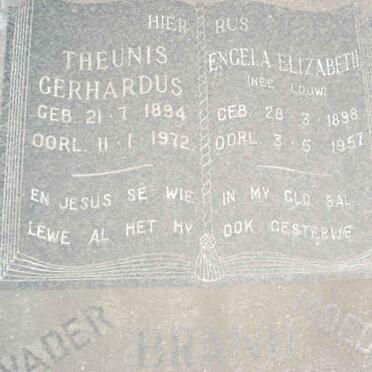 HIER RUS
THEUNIS
GERHARDUS
GEB. 21·7·1894
OORL. 11·1·1972
ENGELA ELIZABETH
(NEE LOUW)
GEB. 28·3·1898
OORL. 3·5·1957
EN JESUS SÊ WIE IN MY GLO SAL
LEWE AL HET HY OOK GESTERWE
VADER
BRAND